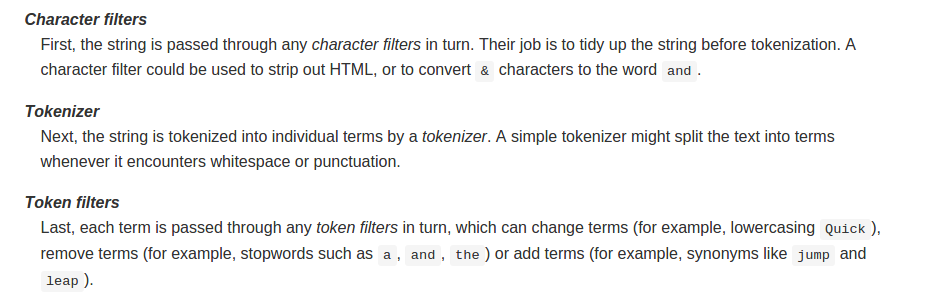 Character filters
First, the string is passed through any character filters in turn. Their job is to tidy up the string before tokenization. A
character filter could be used to strip out HTML, or to convert & characters to the word and .
Tokenizer
Next, the string is tokenized into individual terms by a tokenizer. A simple tokenizer might split the text into terms
whenever it encounters whitespace or punctuation.
Token filters
Last, each term is passed through any token filters in turn, which can change terms (for example, lowercasing Quick ),
remove terms (for example, stopwords such as a , and , the ) or add terms (for example, synonyms like jump and
leap ).